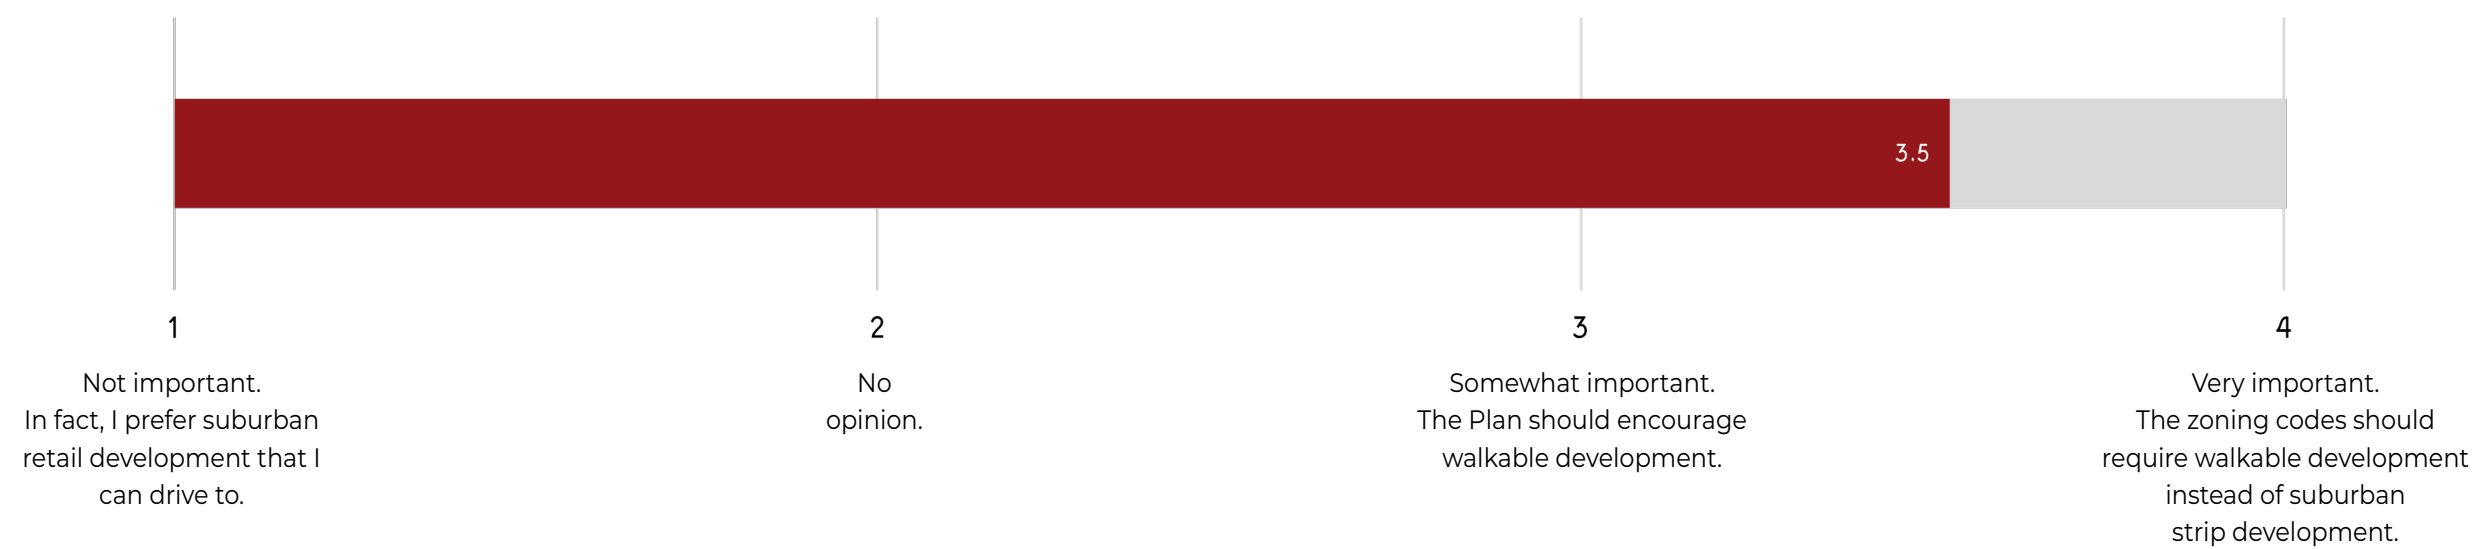 3.5
1
2
3
4
Not important.
In fact, I prefer suburban
retail development that I
can drive to.
No
opinion.
Somewhat important.
The Plan should encourage
walkable development.
Very important.
The zoning codes should
require walkable development
instead of suburban
strip development.